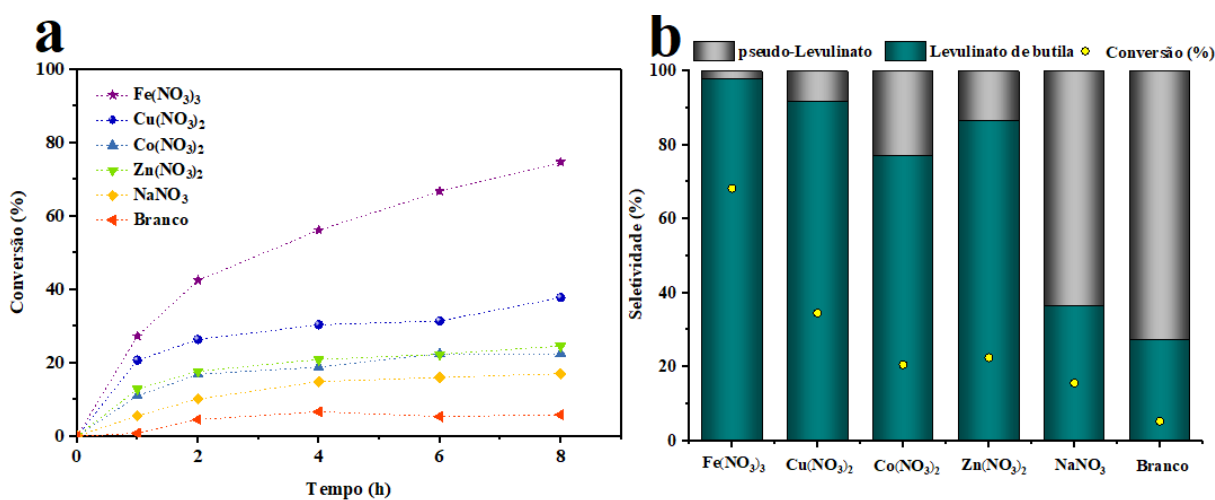 a
Conversão (%)
100
80
60
40
20
0
Fe(NO3)3
Cu(NO3)2
Co(NO3)2
Zn(NO3)2
NaNO3
Branco
0 2 4 6 8
Tempo (h)
b
pseudo-Levulinato Levulinato de butila Conversão (%)
Seletividade (%)
100
80
60
40
20
0
Fe(NO3)3 Cu(NO3)2 Co(NO3)2 Zn(NO3)2 NaNO3 Branco